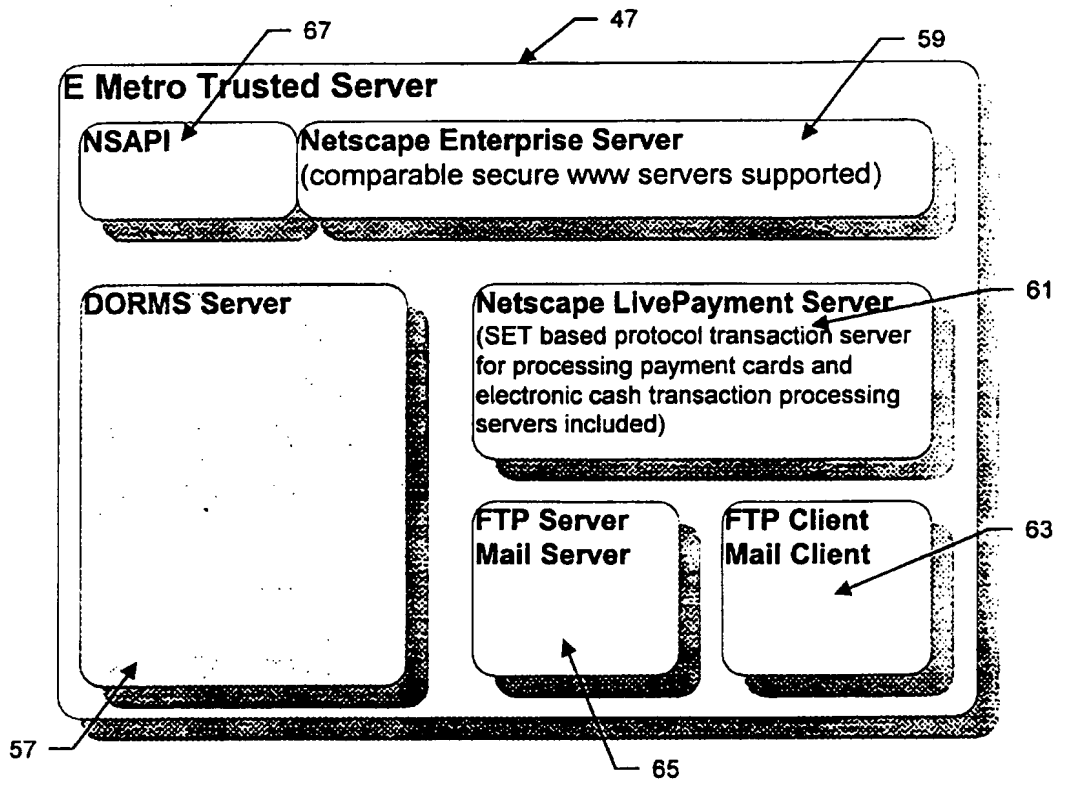 67
47
59
E Metro Trusted Server
NSAPI
Netscape Enterprise Server
(comparable secure www servers supported)
DORMS Server
Netscape LivePayment Server
(SET based protocol transaction server
for processing payment cards and
electronic cash transaction processing
servers included)
61
FTP Server
Mail Server
FTP Client
Mail Client
63
57
65